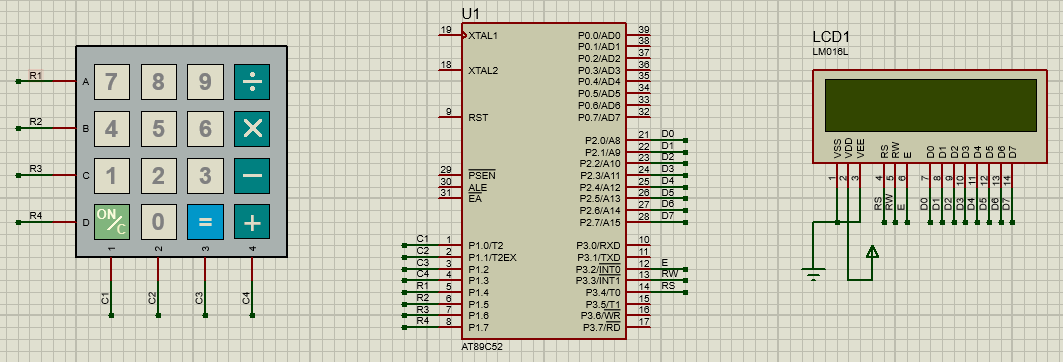 R1 A 7 8 9 ÷
R2 B 4 5 6 ×
R3 C 1 2 3 −
R4 D ON/C 0 = +
1 2 3 4
C1 C2 C3 C4
U1
19 XTAL1 P0.0/AD0 39
P0.1/AD1 38
P0.2/AD2 37
18 XTAL2 P0.3/AD3 36
P0.4/AD4 35
P0.5/AD5 34
P0.6/AD6 33
9 RST P0.7/AD7 32
P2.0/A8 21 D0
P2.1/A9 22 D1
P2.2/A10 23 D2
29 PSEN P2.3/A11 24 D3
30 ALE P2.4/A12 25 D4
31 EA P2.5/A13 26 D5
P2.6/A14 27 D6
P2.7/A15 28 D7
C1 1 P1.0/T2 P3.0/RXD 10
C2 2 P1.1/T2EX P3.1/TXD 11
C3 3 P1.2 P3.2/INT0 12 E
C4 4 P1.3 P3.3/INT1 13 RW
R1 5 P1.4 P3.4/T0 14 RS
R2 6 P1.5 P3.5/T1 15
R3 7 P1.6 P3.6/WR 16
R4 8 P1.7 P3.7/RD 17
AT89C52
LCD1
LM016L
VSS VDD VEE RS RW E D0 D1 D2 D3 D4 D5 D6 D7
1 2 3 4 5 6 7 8 9 10 11 12 13 14
RS RW E D0 D1 D2 D3 D4 D5 D6 D7